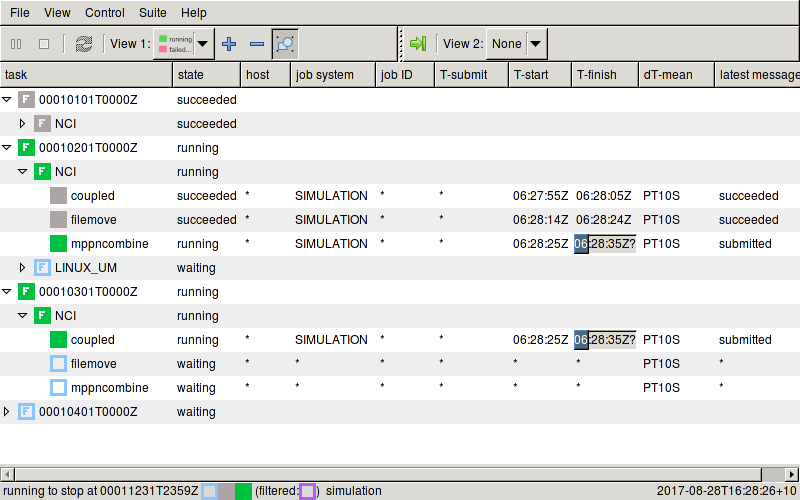 File View Control Suite Help
View 1: running failed... View 2: None
task state host job system job ID T-submit T-start T-finish dT-mean latest message
F 00010101T0000Z succeeded
F NCI succeeded
F 00010201T0000Z running
F NCI running
coupled succeeded * SIMULATION * * 06:27:55Z 06:28:05Z PT10S succeeded
filemove succeeded * SIMULATION * * 06:28:14Z 06:28:24Z PT10S succeeded
mppncombine running * SIMULATION * * 06:28:25Z 06:28:35Z? PT10S submitted
F LINUX_UM waiting
F 00010301T0000Z running
F NCI running
coupled running * SIMULATION * * 06:28:25Z 06:28:35Z? PT10S submitted
filemove waiting * * * * * * PT10S *
mppncombine waiting * * * * * * PT10S *
F 00010401T0000Z waiting
running to stop at 00011231T2359Z (filtered: ) simulation 2017-08-28T16:28:26+10